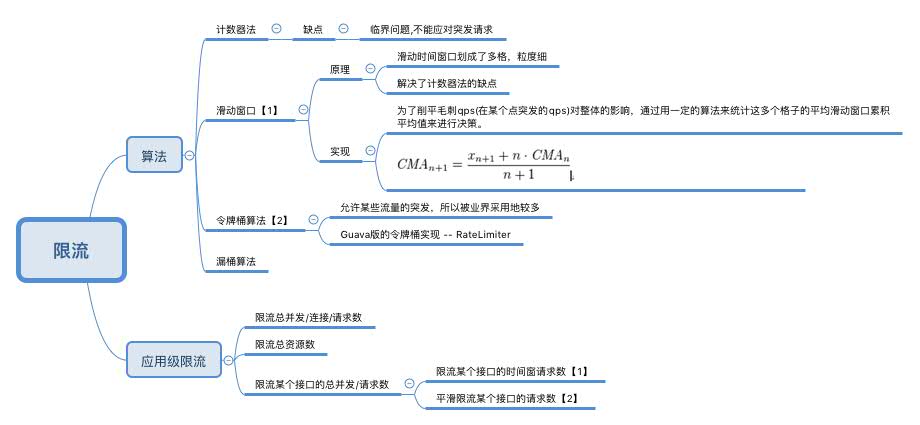 限流
算法
计数器法
缺点
临界问题,不能应对突发请求
滑动窗口【1】
原理
滑动时间窗口划成了多格，粒度细
解决了计数器法的缺点
实现
为了削平毛刺qps(在某个点突发的qps)对整体的影响，通过用一定的算法来统计这多个格子的平均滑动窗口累积
平均值来进行决策。
CMAₙ₊₁ = (xₙ₊₁ + n · CMAₙ) / (n + 1)
令牌桶算法【2】
允许某些流量的突发，所以被业界采用地较多
Guava版的令牌桶实现 -- RateLimiter
漏桶算法
应用级限流
限流总并发/连接/请求数
限流总资源数
限流某个接口的总并发/请求数
限流某个接口的时间窗请求数【1】
平滑限流某个接口的请求数【2】